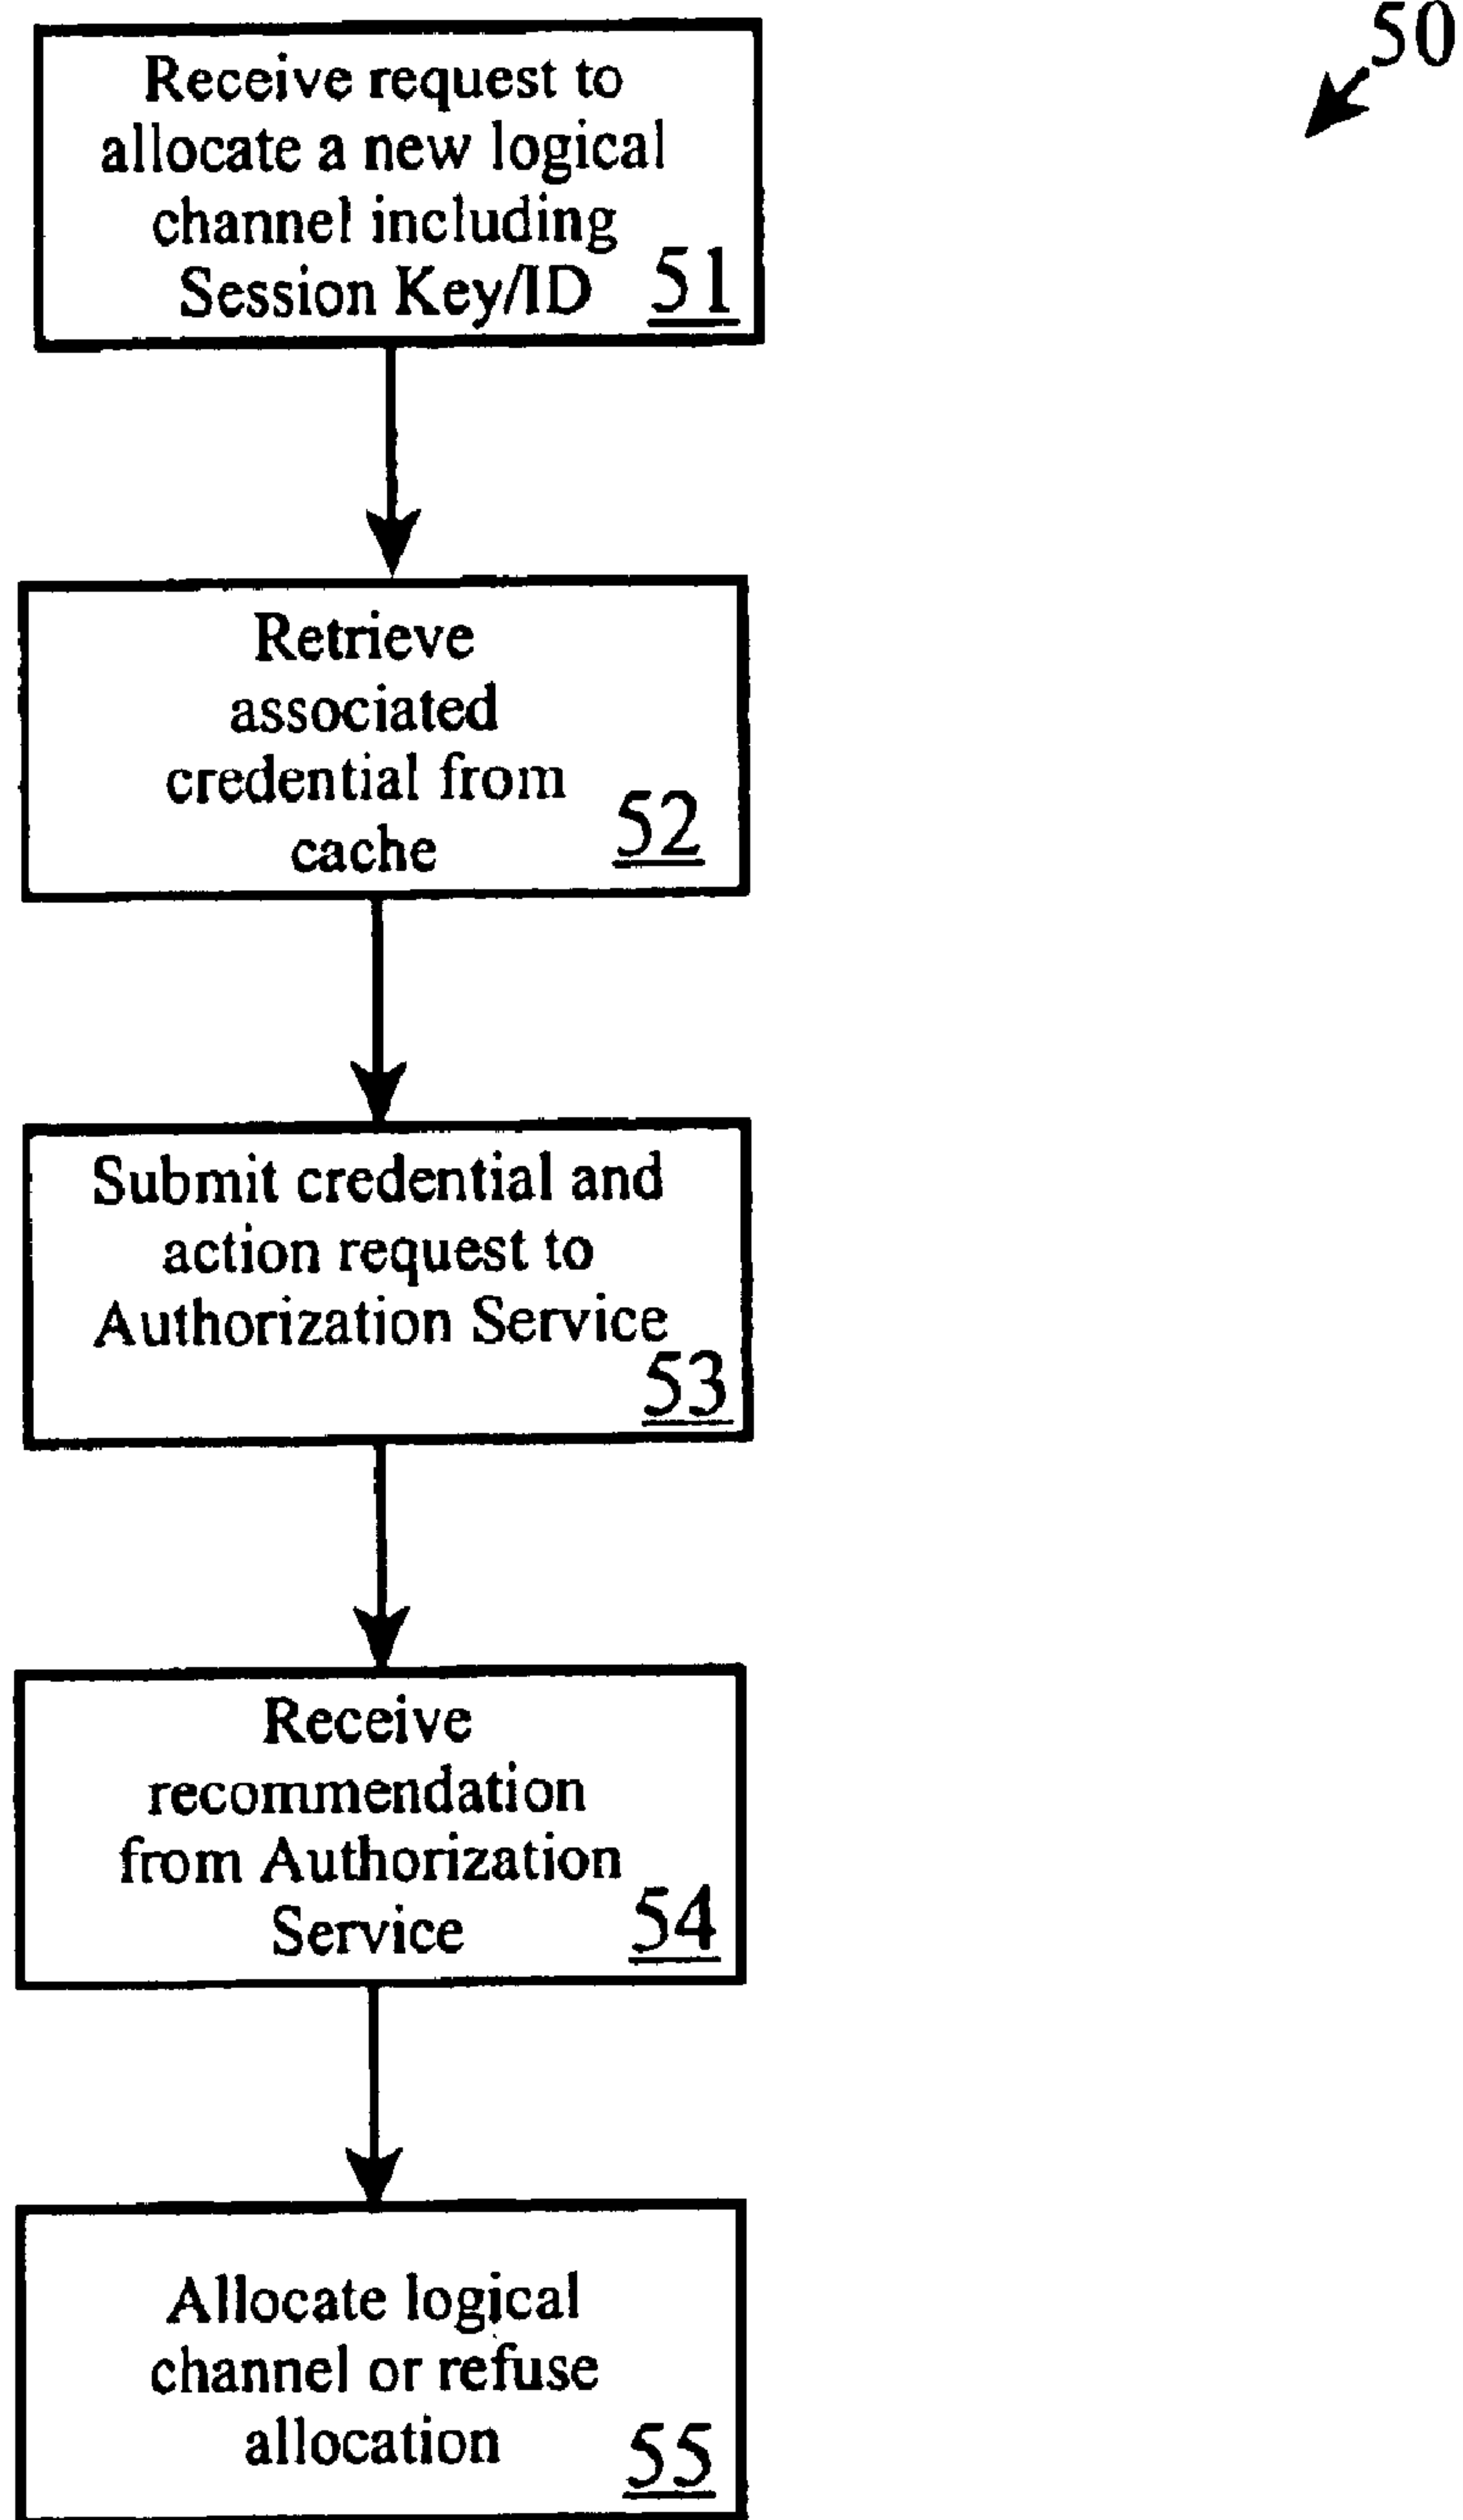 50
Receive request to
allocate a new logical
channel including
Session Key/ID 51
Retrieve
associated
credential from
cache 52
Submit credential and
action request to
Authorization Service
53
Receive
recommendation
from Authorization
Service 54
Allocate logical
channel or refuse
allocation 55